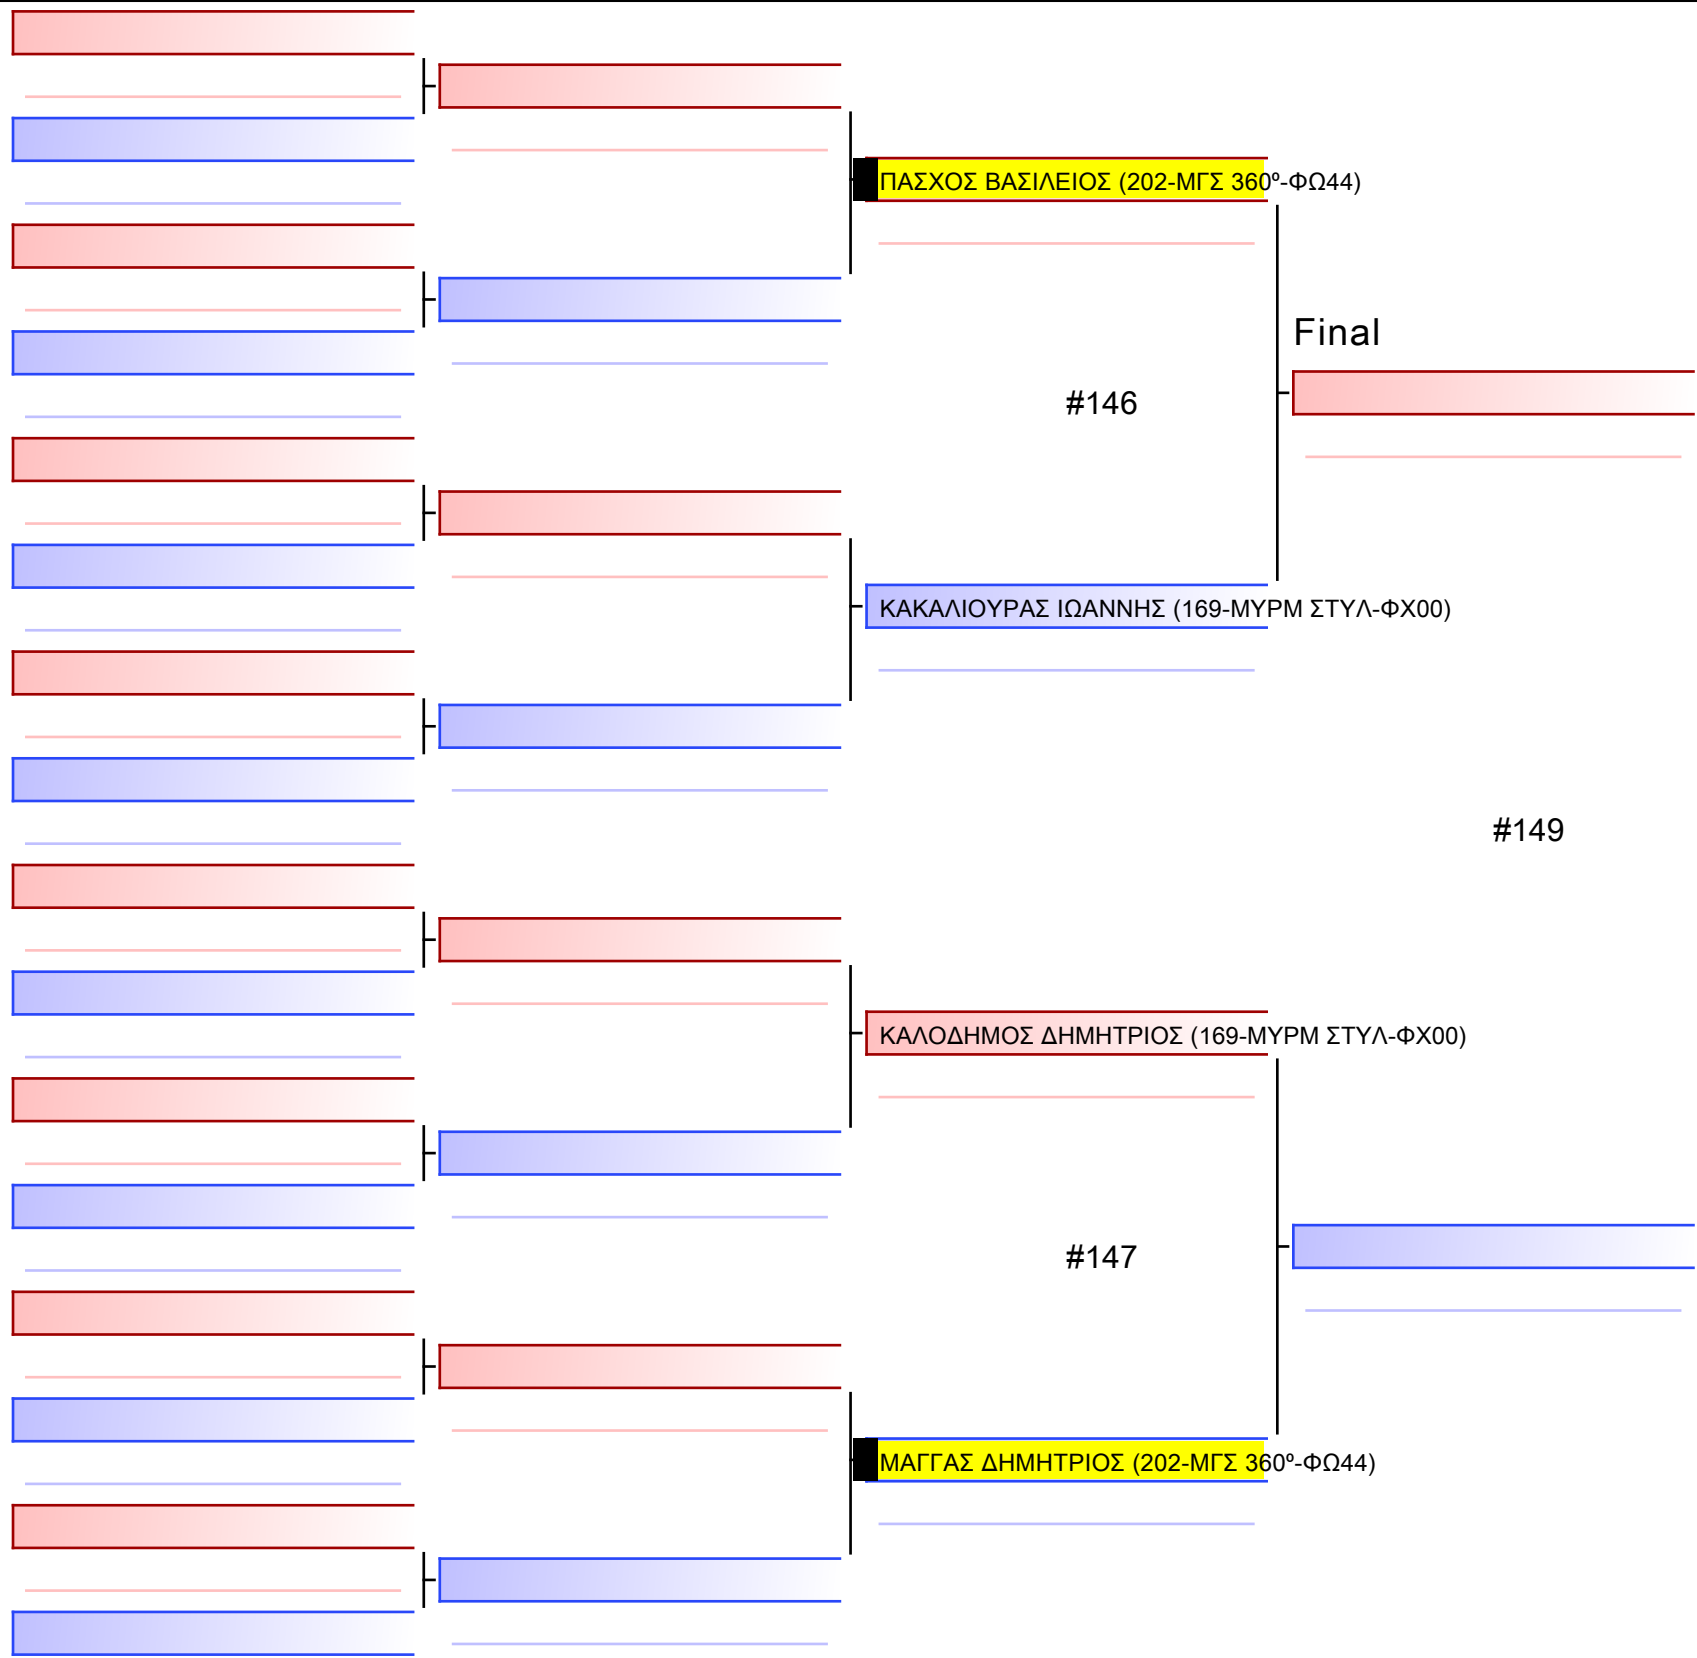 ΠΑΣΧΟΣ ΒΑΣΙΛΕΙΟΣ (202-ΜΓΣ 360º-ΦΩ44)
Final
#146
ΚΑΚΑΛΙΟΥΡΑΣ ΙΩΑΝΝΗΣ (169-ΜΥΡΜ ΣΤΥΛ-ΦΧ00)
#149
ΚΑΛΟΔΗΜΟΣ ΔΗΜΗΤΡΙΟΣ (169-ΜΥΡΜ ΣΤΥΛ-ΦΧ00)
#147
ΜΑΓΓΑΣ ΔΗΜΗΤΡΙΟΣ (202-ΜΓΣ 360º-ΦΩ44)